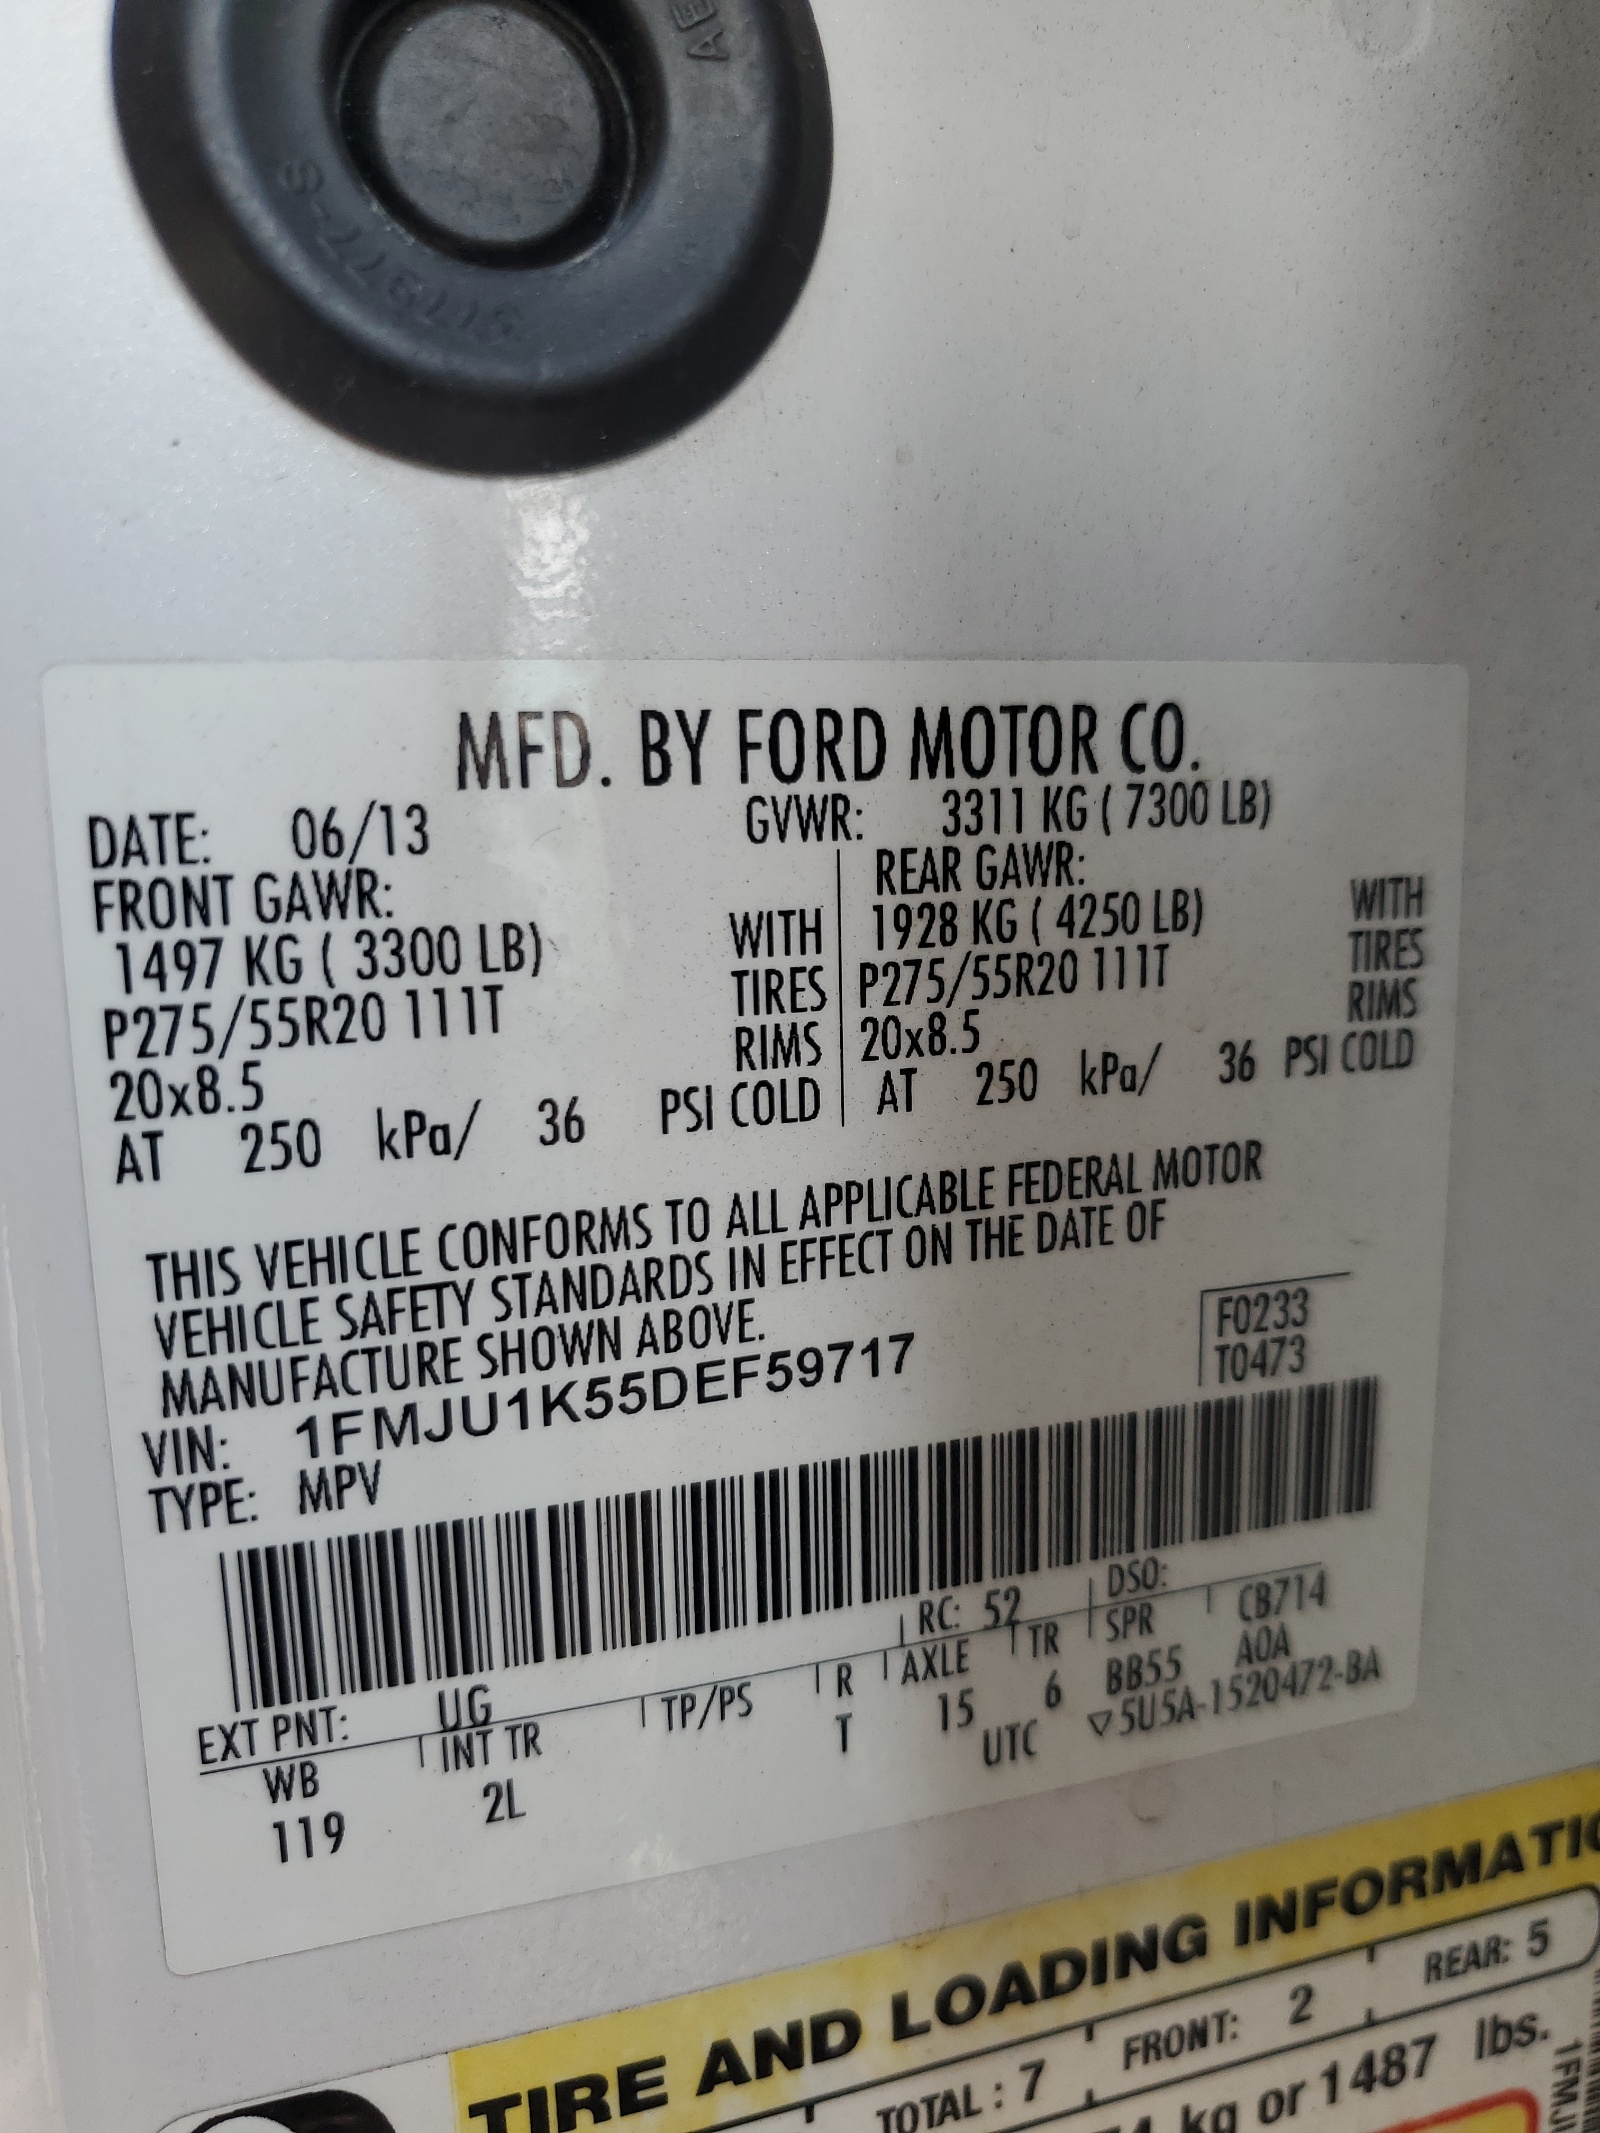 MFD. BY FORD MOTOR CO.
DATE: 06/13 GVWR: 3311 KG ( 7300 LB)
FRONT GAWR: REAR GAWR:
1497 KG ( 3300 LB) WITH 1928 KG ( 4250 LB) WITH
P275/55R20 111T TIRES P275/55R20 111T TIRES
20x8.5 RIMS 20x8.5 RIMS
AT 250 kPa/ 36 PSI COLD AT 250 kPa/ 36 PSI COLD
THIS VEHICLE CONFORMS TO ALL APPLICABLE FEDERAL MOTOR
VEHICLE SAFETY STANDARDS IN EFFECT ON THE DATE OF
MANUFACTURE SHOWN ABOVE.
F0233
T0473
VIN: 1FMJU1K55DEF59717
TYPE: MPV
EXT PNT: UG RC: 52 DSO:
WB INT TR TP/PS R AXLE TR SPR CB714
119 2L T 15 6 BB55 A0A
UTC ▽5U5A-1520472-BA
TIRE AND LOADING INFORMATIO
TOTAL : 7 FRONT: 2 REAR: 5
kg or 1487 lbs.